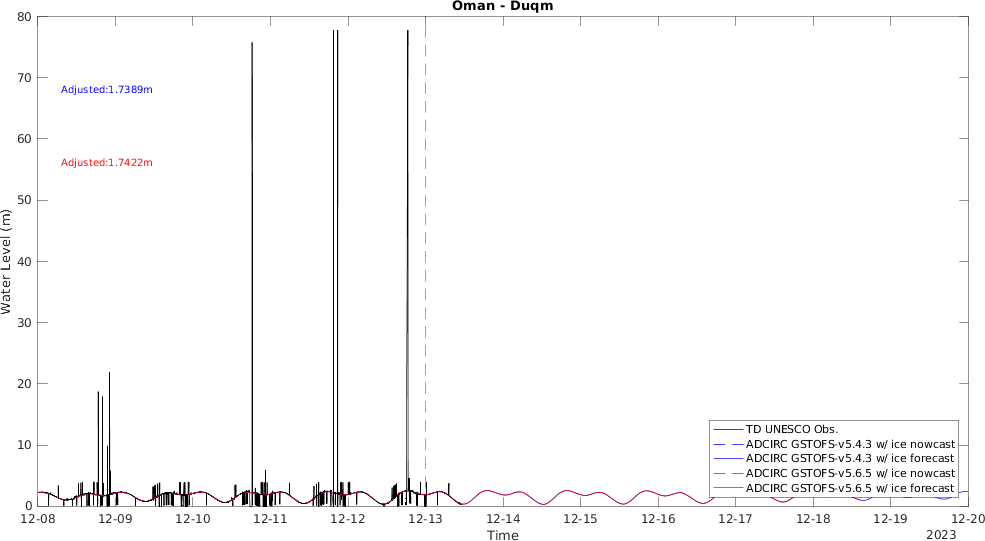 Oman - Duqm
80
70
60
50
40
30
20
10
0
Water Level (m)
Adjusted:1.7389m
Adjusted:1.7422m
TD UNESCO Obs.
ADCIRC GSTOFS-v5.4.3 w/ ice nowcast
ADCIRC GSTOFS-v5.4.3 w/ ice forecast
ADCIRC GSTOFS-v5.6.5 w/ ice nowcast
ADCIRC GSTOFS-v5.6.5 w/ ice forecast
12-08 12-09 12-10 12-11 12-12 12-13 12-14 12-15 12-16 12-17 12-18 12-19 12-20
Time
2023